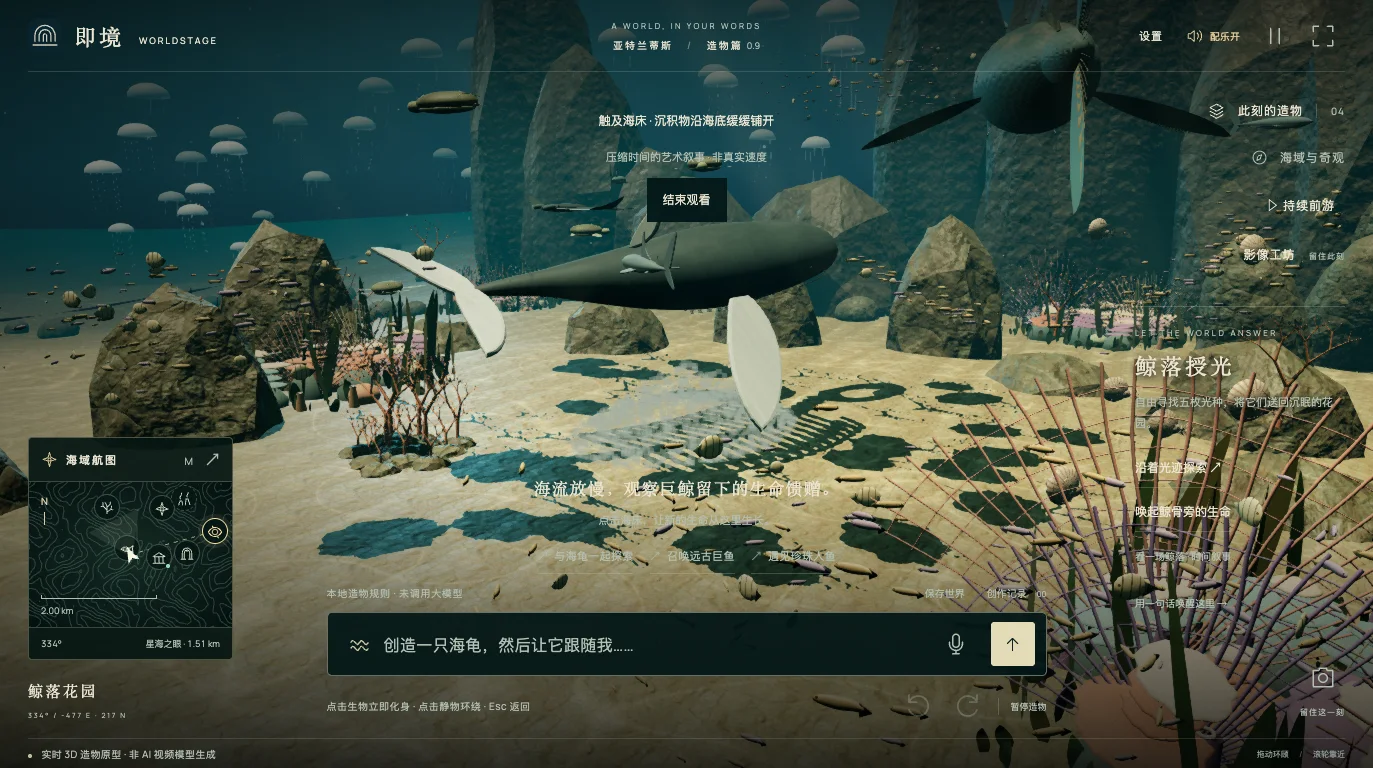 即境 WORLDSTAGE
A WORLD, IN YOUR WORDS
亚特兰蒂斯 / 造物篇 0.9
设置 配乐开
触及海床 · 沉积物沿海底缓缓铺开
压缩时间的艺术叙事 · 非真实速度
结束观看
此刻的造物 04
海域与奇观
持续前游
影像工坊 留住此刻
LET THE WORLD ANSWER
鲸落授光
自由寻找五枚光种，将它们送回沉眠的花
园。
沿着光迹探索 ↗
唤起鲸骨旁的生命
看一场鲸落·时间叙事
用一句话唤醒这里 →
海域航图 M
N
2.00 km
334° 星海之眼 · 1.51 km
鲸落花园
334° / -477 E · 217 N
海流放慢，观察巨鲸留下的生命馈赠。
与海龟一起探索 ↗ 召唤远古巨鱼 ↗ 遇见珍珠人鱼
本地造物规则 · 未调用大模型
保存世界 创作记录 00
创造一只海龟，然后让它跟随我……
点击生物立即化身 · 点击静物环绕 · Esc 返回
暂停造物
留住这一刻
实时 3D 造物原型 · 非 AI 视频模型生成
拖动环顾 / 滚轮靠近